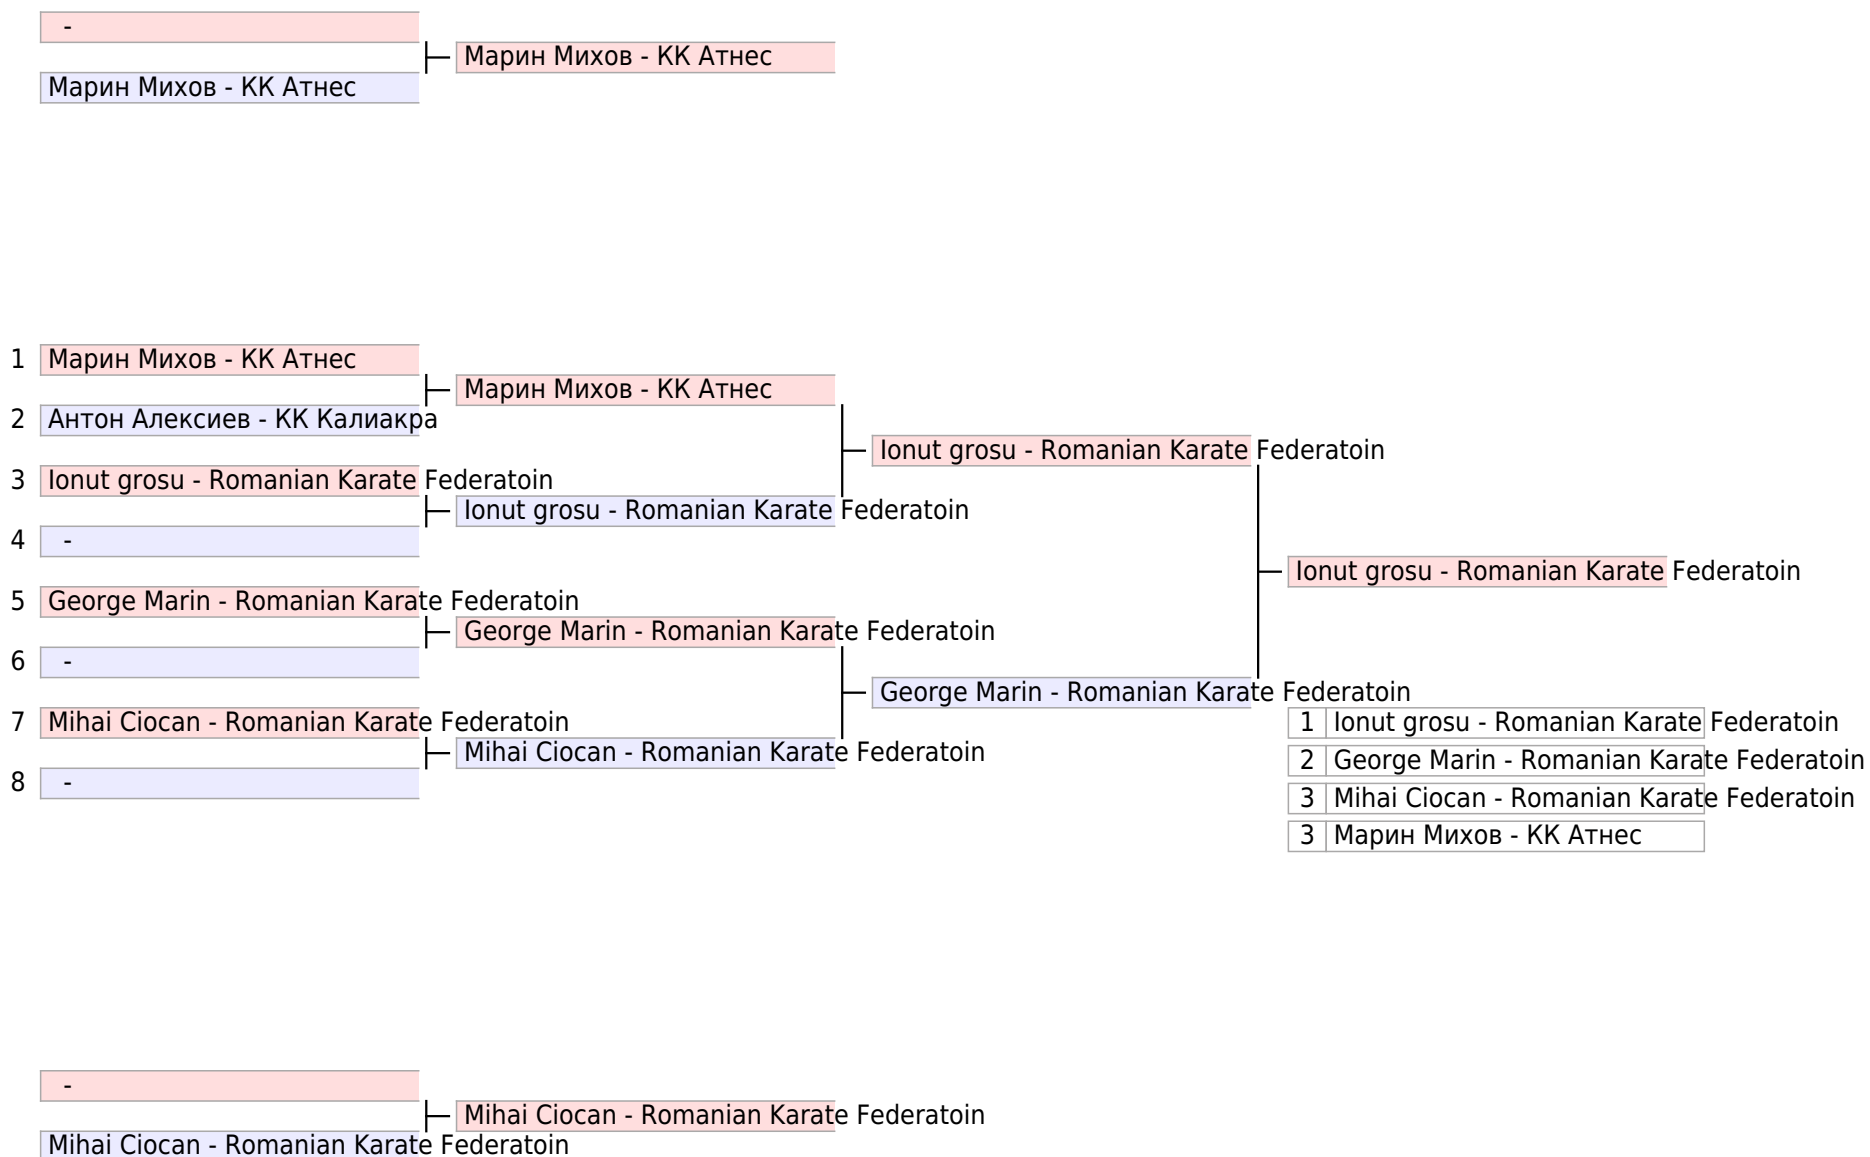 -
Марин Михов - КК Атнес
Марин Михов - КК Атнес
1 Марин Михов - КК Атнес
Марин Михов - КК Атнес
2 Антон Алексиев - КК Калиакра
Ionut grosu - Romanian Karate Federatoin
3 Ionut grosu - Romanian Karate Federatoin
Ionut grosu - Romanian Karate Federatoin
4 -
Ionut grosu - Romanian Karate Federatoin
5 George Marin - Romanian Karate Federatoin
George Marin - Romanian Karate Federatoin
6 -
George Marin - Romanian Karate Federatoin
7 Mihai Ciocan - Romanian Karate Federatoin
1 Ionut grosu - Romanian Karate Federatoin
Mihai Ciocan - Romanian Karate Federatoin
2 George Marin - Romanian Karate Federatoin
8 -
3 Mihai Ciocan - Romanian Karate Federatoin
3 Марин Михов - КК Атнес
-
Mihai Ciocan - Romanian Karate Federatoin
Mihai Ciocan - Romanian Karate Federatoin